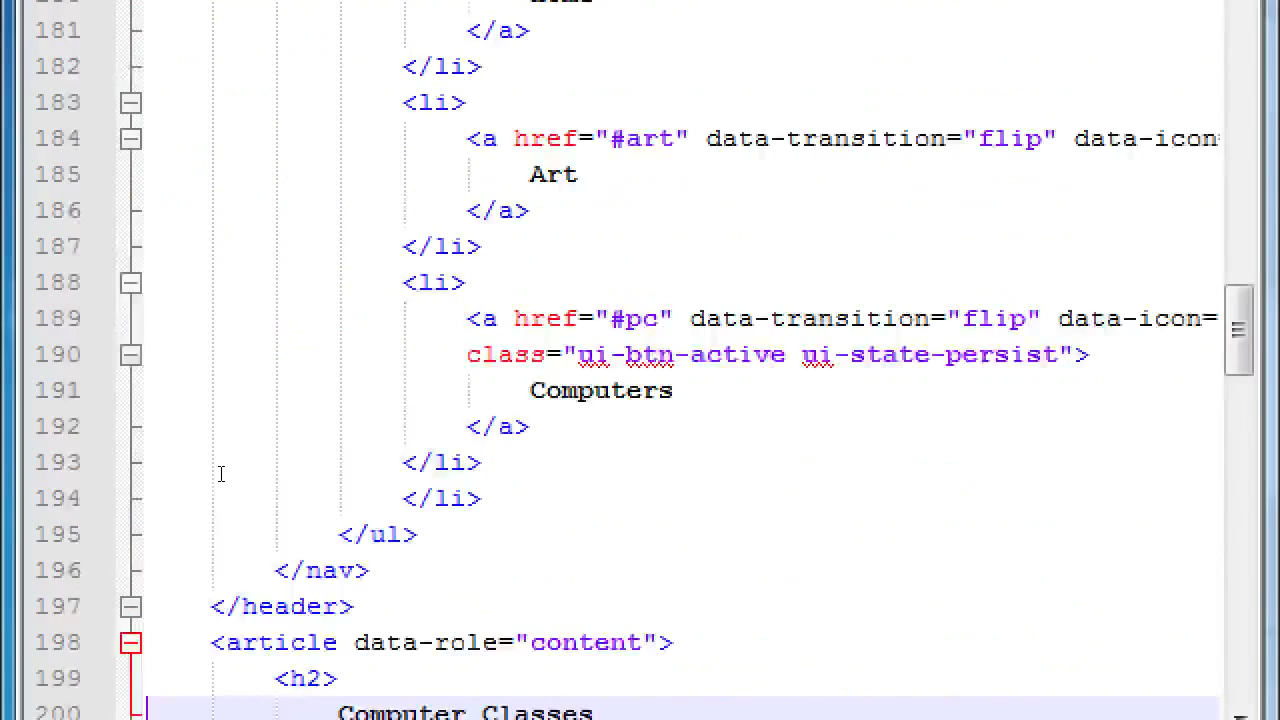 181 </a>
182 </li>
183 <li>
184 <a href="#art" data-transition="flip" data-icon
185 Art
186 </a>
187 </li>
188 <li>
189 <a href="#pc" data-transition="flip" data-icon=
190 class="ui-btn-active ui-state-persist">
191 Computers
192 </a>
193 </li>
194 </li>
195 </ul>
196 </nav>
197 </header>
198 <article data-role="content">
199 <h2>
200 Computer Classes